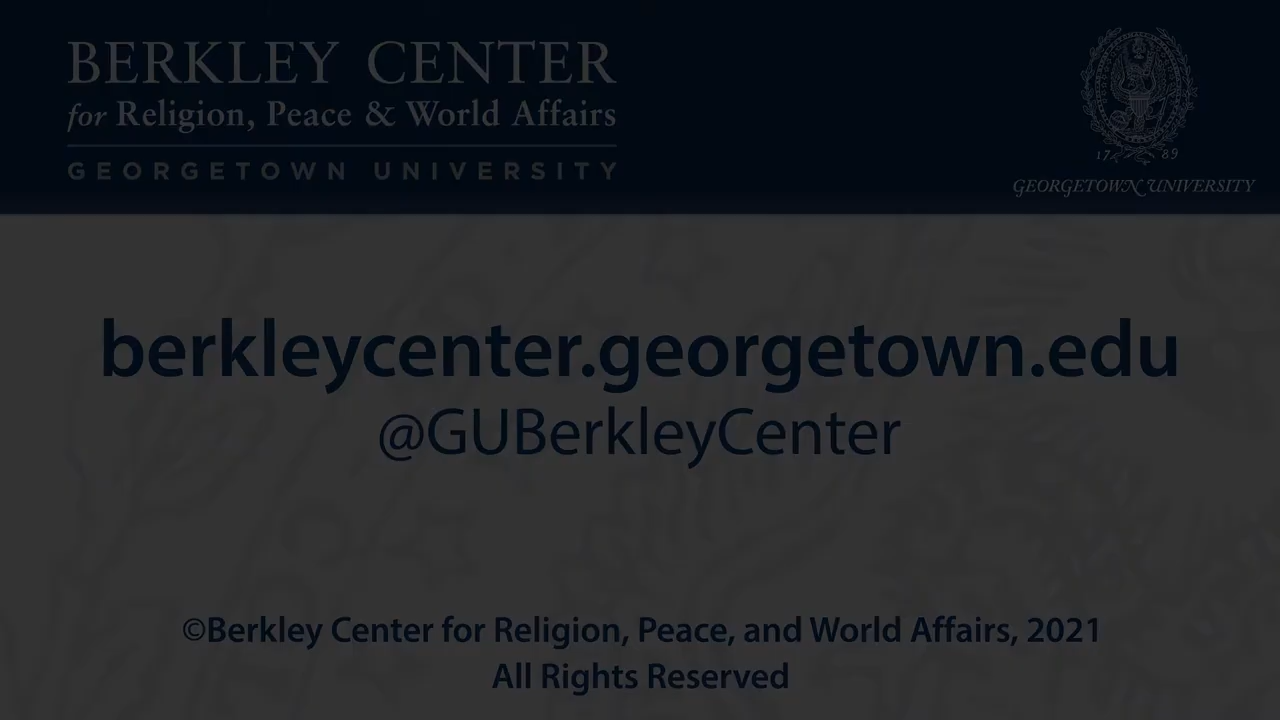 BERKLEY CENTER
for Religion, Peace & World Affairs
GEORGETOWN UNIVERSITY
17 89
GEORGETOWN UNIVERSITY
berkleycenter.georgetown.edu
@GUBerkleyCenter
©Berkley Center for Religion, Peace, and World Affairs, 2021
All Rights Reserved